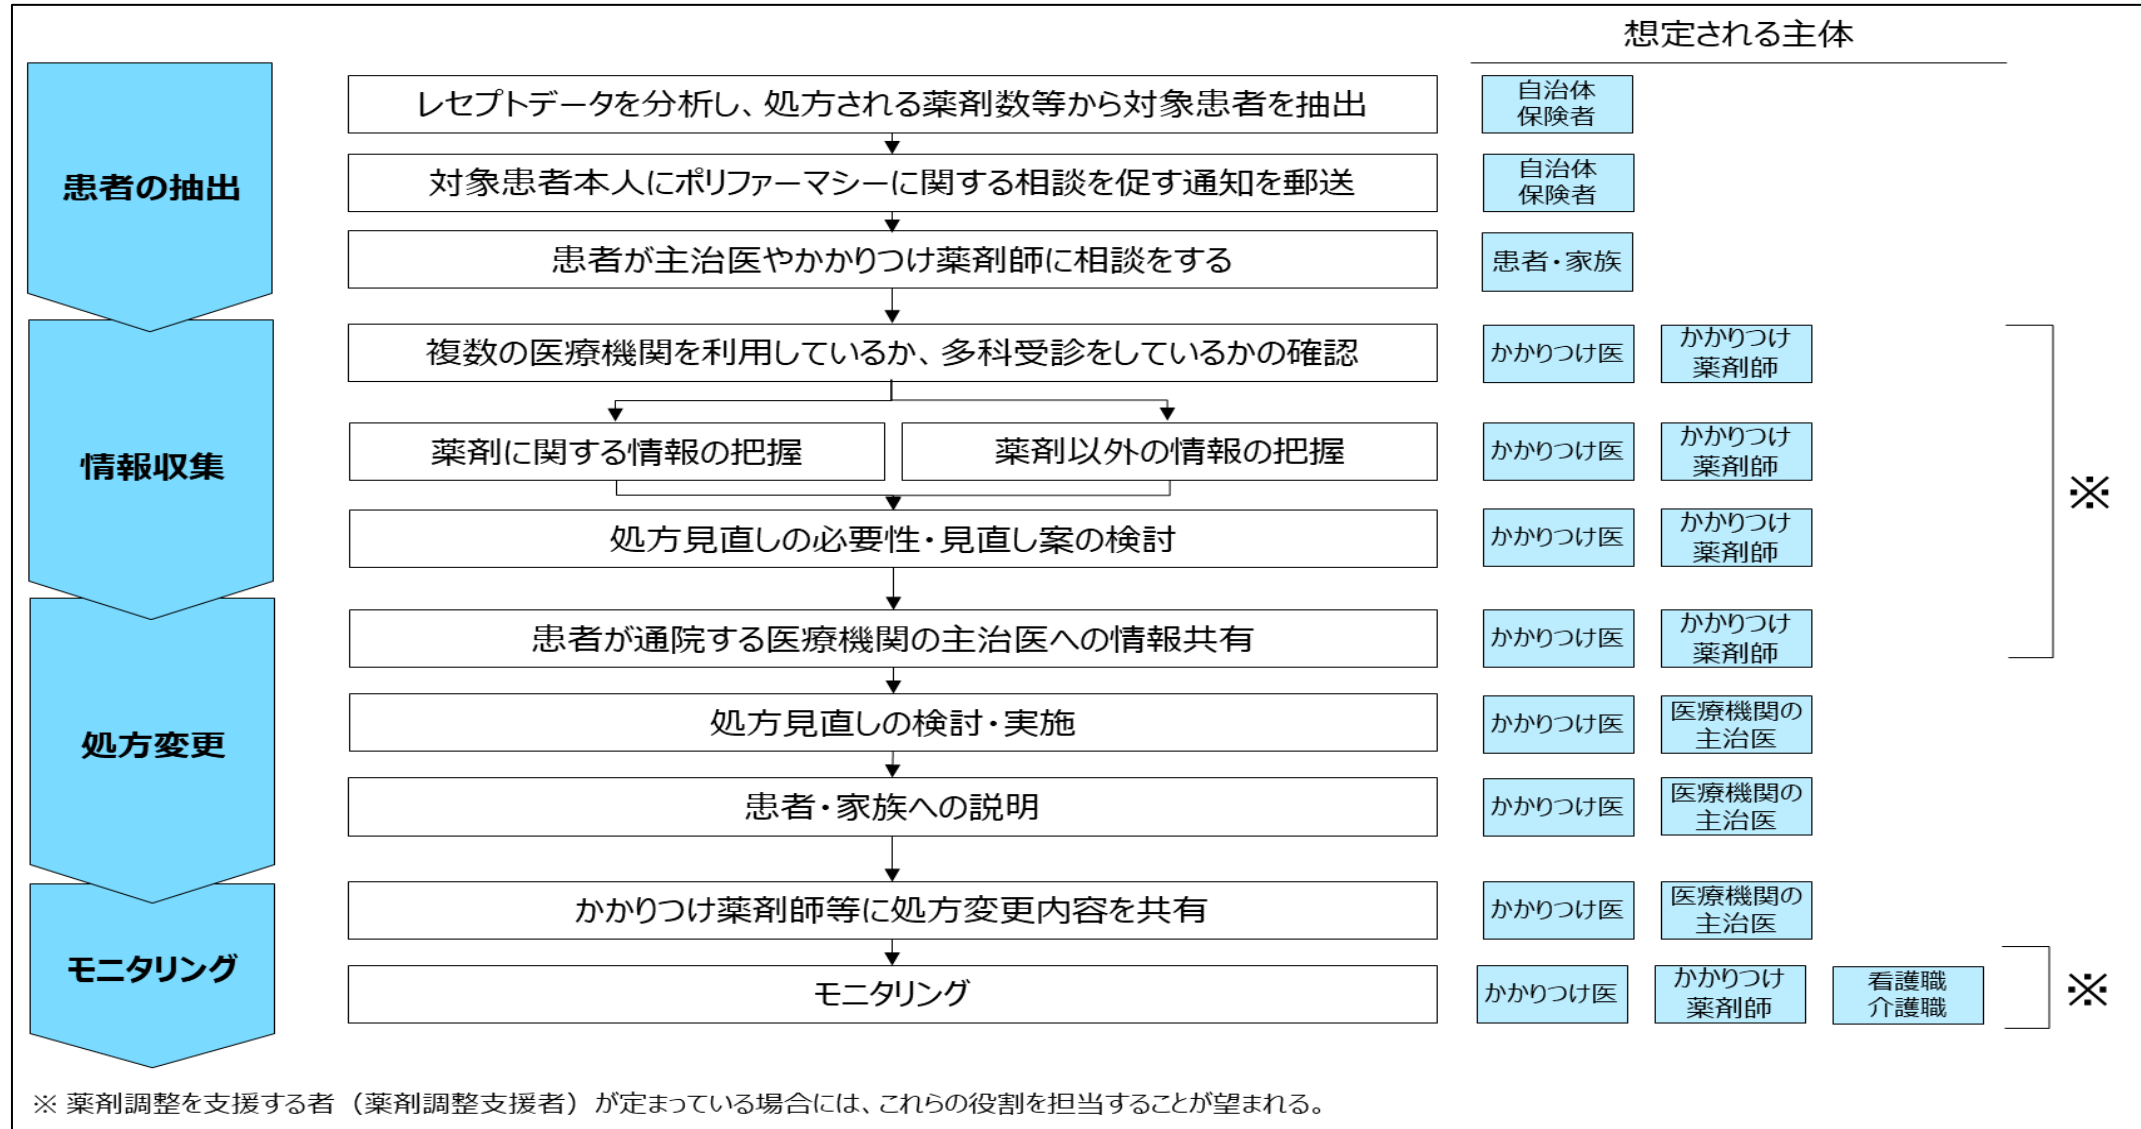 想定される主体
患者の抽出
レセプトデータを分析し、処方される薬剤数等から対象患者を抽出
自治体
保険者
対象患者本人にポリファーマシーに関する相談を促す通知を郵送
自治体
保険者
患者が主治医やかかりつけ薬剤師に相談をする
患者・家族
情報収集
複数の医療機関を利用しているか、多科受診をしているかの確認
かかりつけ医
かかりつけ
薬剤師
薬剤に関する情報の把握
薬剤以外の情報の把握
かかりつけ医
かかりつけ
薬剤師
処方見直しの必要性・見直し案の検討
かかりつけ医
かかりつけ
薬剤師
※
処方変更
患者が通院する医療機関の主治医への情報共有
かかりつけ医
かかりつけ
薬剤師
処方見直しの検討・実施
かかりつけ医
医療機関の
主治医
患者・家族への説明
かかりつけ医
医療機関の
主治医
モニタリング
かかりつけ薬剤師等に処方変更内容を共有
かかりつけ医
医療機関の
主治医
モニタリング
かかりつけ医
かかりつけ
薬剤師
看護職
介護職
※
※ 薬剤調整を支援する者（薬剤調整支援者）が定まっている場合には、これらの役割を担当することが望まれる。